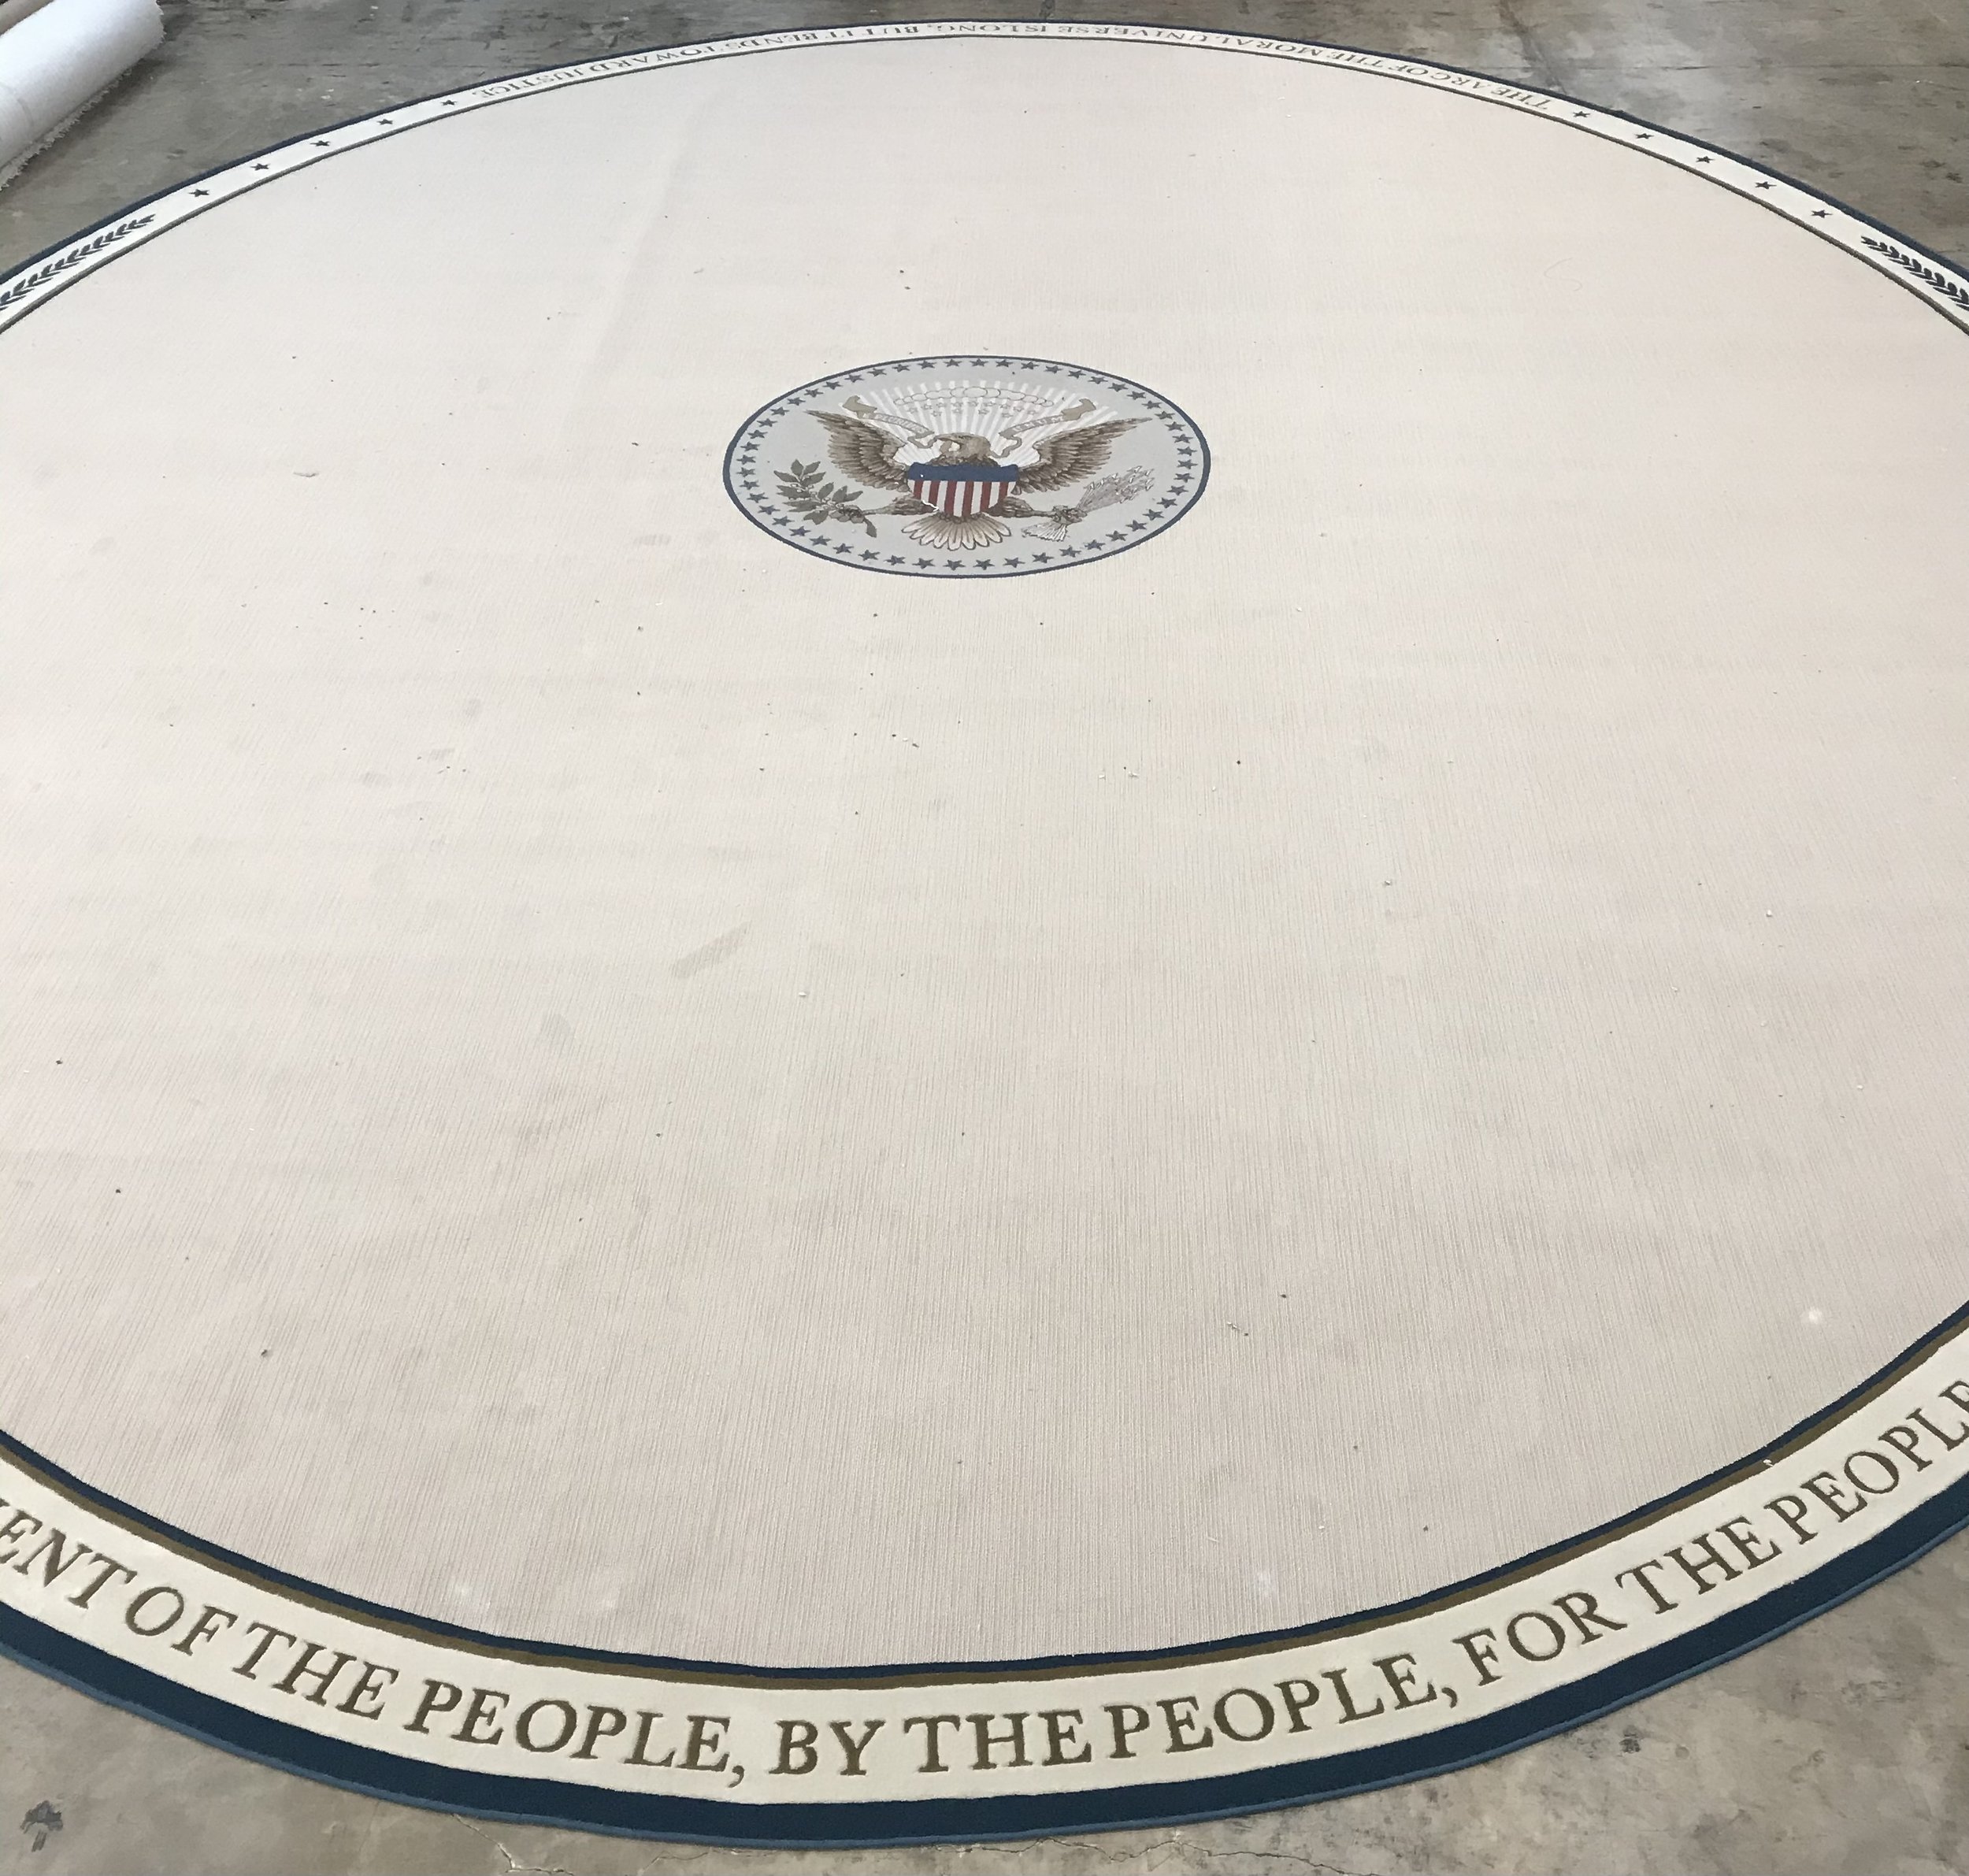 THE ARC OF THE MORAL UNIVERSE IS LONG, BUT IT BENDS TOWARD JUSTICE
ENT OF THE PEOPLE, BY THE PEOPLE, FOR THE PEOPLE